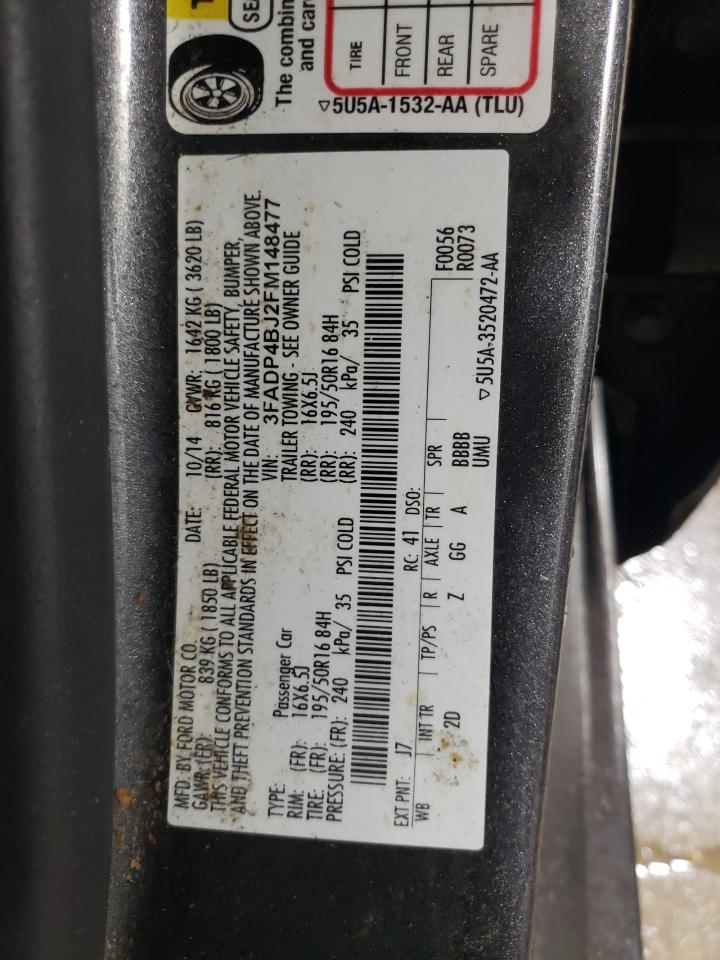 SE
The combin
and car
TIRE
FRONT
REAR
SPARE
▽5U5A-1532-AA (TLU)
MFD. BY FORD MOTOR CO. DATE: 10/14 GVWR: 1642 KG ( 3620 LB)
GAWR: (FR): 839 KG ( 1850 LB) (RR): 816 KG ( 1800 LB)
THIS VEHICLE CONFORMS TO ALL APPLICABLE FEDERAL MOTOR VEHICLE SAFETY, BUMPER,
AND THEFT PREVENTION STANDARDS IN EFFECT ON THE DATE OF MANUFACTURE SHOWN ABOVE.
VIN: 3FADP4BJ2FM148477
TYPE: Passenger Car TRAILER TOWING - SEE OWNER GUIDE
RIM: (FR): 16X6.5J (RR): 16X6.5J
TIRE: (FR): 195/50R16 84H (RR): 195/50R16 84H
PRESSURE: (FR): 240 kPa/ 35 PSI COLD (RR): 240 kPa/ 35 PSI COLD
EXT PNT: J7 RC: 41 DSO: F0056
WB INT TR TP/PS R AXLE TR SPR R0073
2D Z GG A BBBB
UMU
▽5U5A-3520472-AA